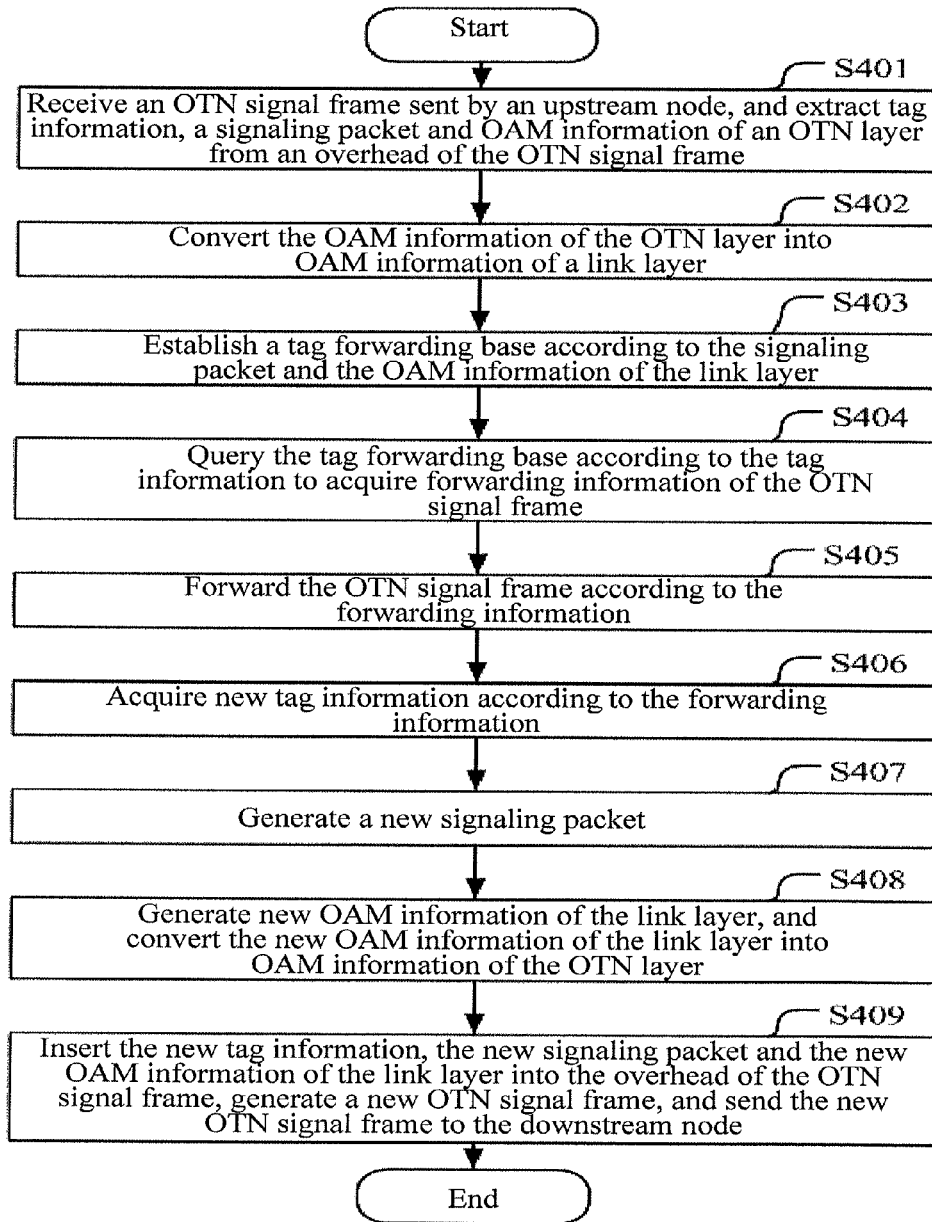 Start
S401
Receive an OTN signal frame sent by an upstream node, and extract tag
information, a signaling packet and OAM information of an OTN layer
from an overhead of the OTN signal frame
S402
Convert the OAM information of the OTN layer into
OAM information of a link layer
S403
Establish a tag forwarding base according to the signaling
packet and the OAM information of the link layer
S404
Query the tag forwarding base according to the tag
information to acquire forwarding information of the OTN
signal frame
S405
Forward the OTN signal frame according to the
forwarding information
S406
Acquire new tag information according to the forwarding
information
S407
Generate a new signaling packet
S408
Generate new OAM information of the link layer, and
convert the new OAM information of the link layer into
OAM information of the OTN layer
S409
Insert the new tag information, the new signaling packet and the new
OAM information of the link layer into the overhead of the OTN
signal frame, generate a new OTN signal frame, and send the new
OTN signal frame to the downstream node
End